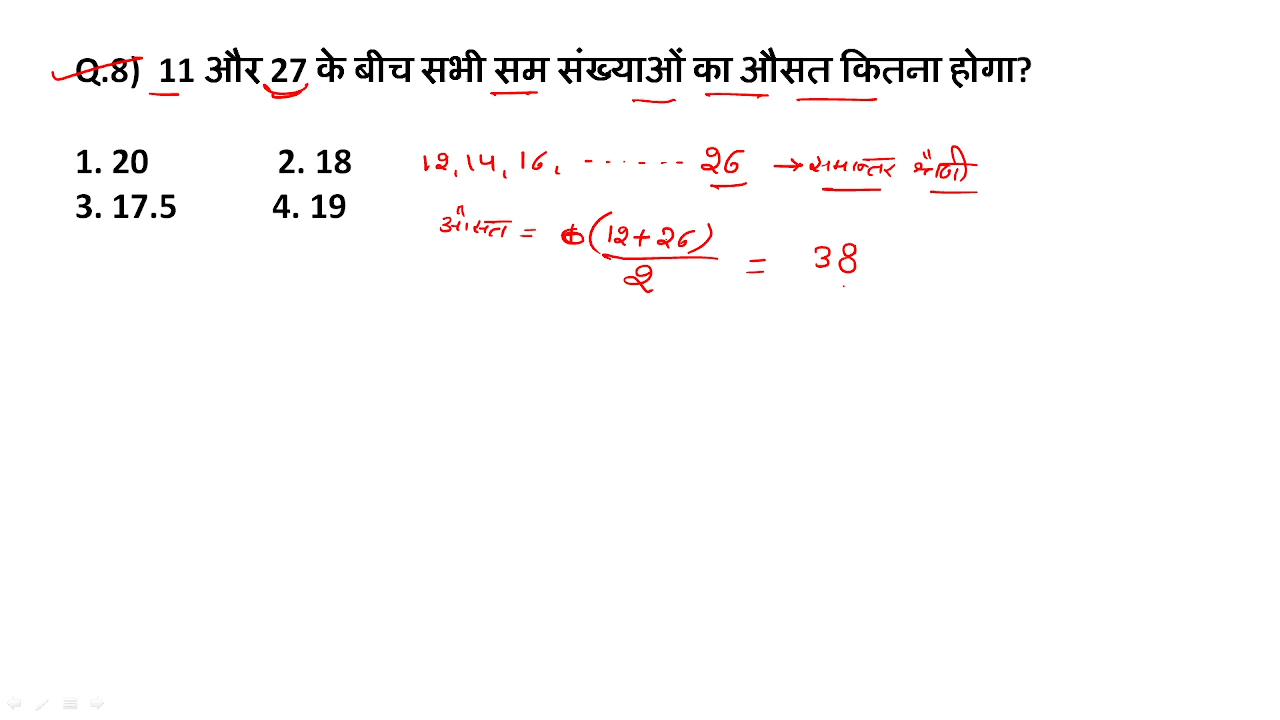 Q.8) 11 और 27 के बीच सभी सम संख्याओं का औसत कितना होगा?
1. 20 2. 18
3. 17.5 4. 19
12, 14, 16, ------- 26 → समान्तर श्रेणी
औसत = (12+26)/2 = 38